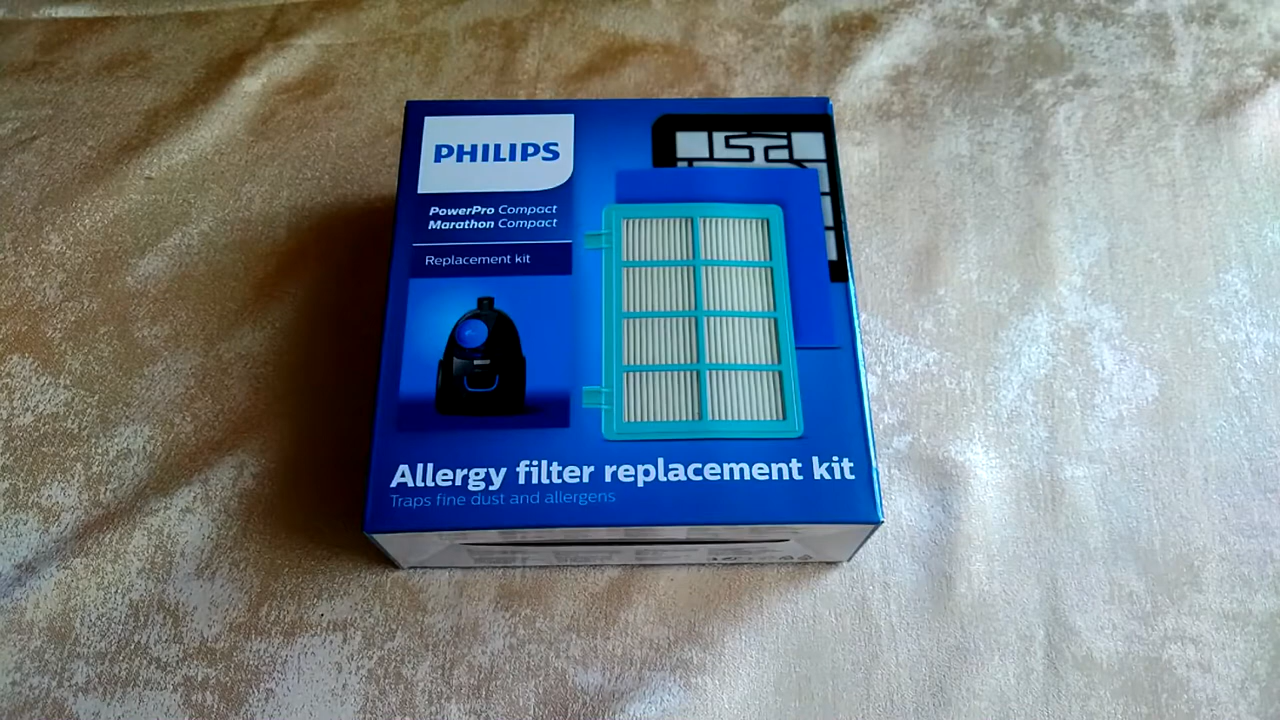 PHILIPS
PowerPro Compact
Marathon Compact
Replacement kit
Allergy filter replacement kit
Traps fine dust and allergens